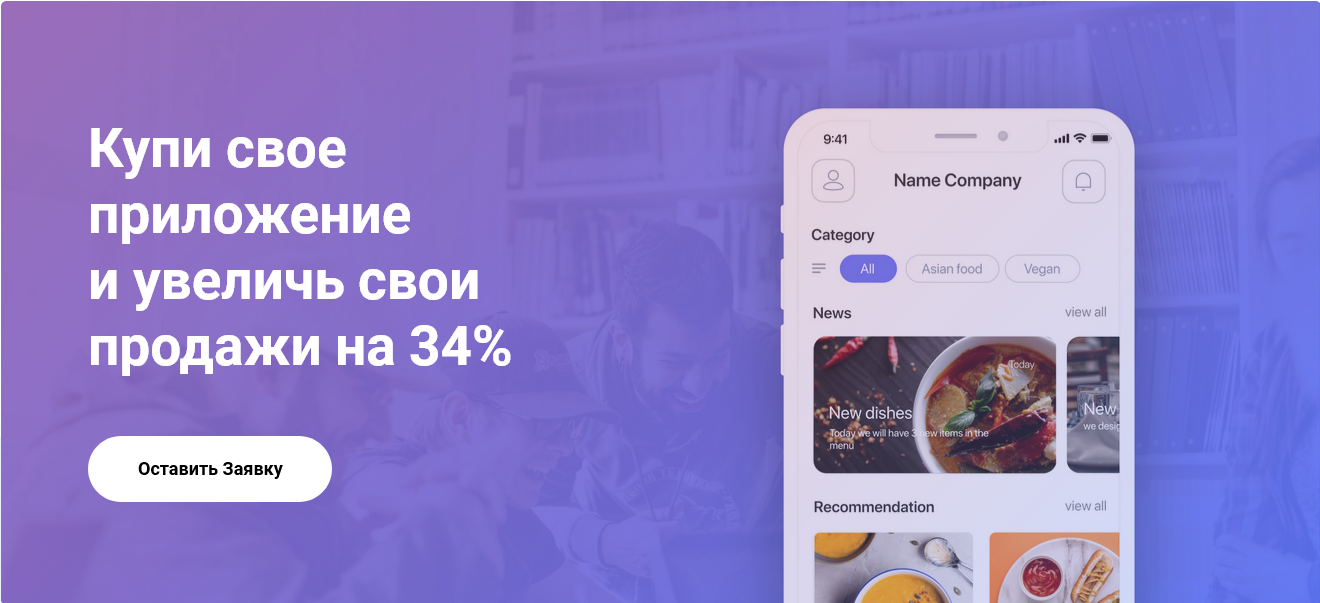 Купи свое
приложение
и увеличь свои
продажи на 34%
Оставить Заявку
9:41
Name Company
Category
All
Asian food
Vegan
News
view all
Today
New dishes
Today we will have 3 new items in the
menu
New
we desig
Recommendation
view all